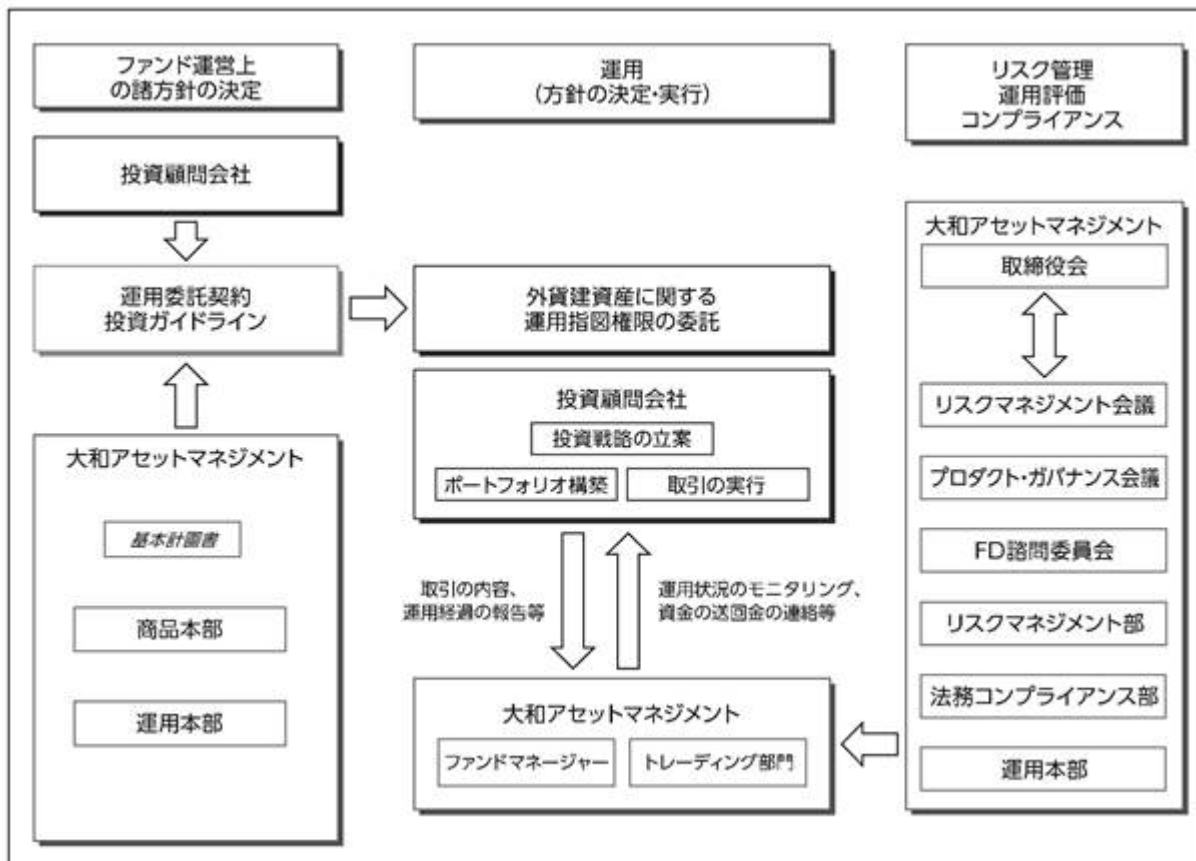 ファンド運営上
の諸方針の決定
投資顧問会社
運用委託契約
投資ガイドライン
大和アセットマネジメント
基本計画書
商品本部
運用本部
運用
(方針の決定・実行)
外貨建資産に関する
運用指図権限の委託
投資顧問会社
投資戦略の立案
ポートフォリオ構築
取引の実行
取引の内容、
運用経過の報告等
運用状況のモニタリング、
資金の送回金の連絡等
大和アセットマネジメント
ファンドマネージャー
トレーディング部門
リスク管理
運用評価
コンプライアンス
大和アセットマネジメント
取締役会
リスクマネジメント会議
プロダクト・ガバナンス会議
FD諮問委員会
リスクマネジメント部
法務コンプライアンス部
運用本部